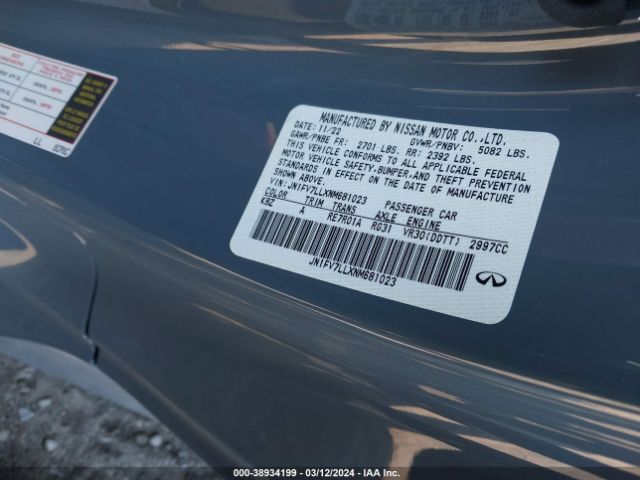 MANUFACTURED BY NISSAN MOTOR CO.,LTD.
DATE: 11/22 GVWR/PNBV: 5082 LBS.
GAWR/PNBE FR: 2701 LBS. RR: 2392 LBS.
THIS VEHICLE CONFORMS TO ALL APPLICABLE FEDERAL
MOTOR VEHICLE SAFETY,BUMPER,AND THEFT PREVENTION
STANDARDS IN EFFECT ON THE DATE OF MANUFACTURE
SHOWN ABOVE.
VIN: JN1FV7LLXNM681023 PASSENGER CAR
COLOR TRIM TRANS AXLE ENGINE
KBZ A RE7R01A RG31 VR30(DDTT) 2997CC
JN1FV7LLXNM681023
LL
000-38934199 - 03/12/2024 - IAA Inc.